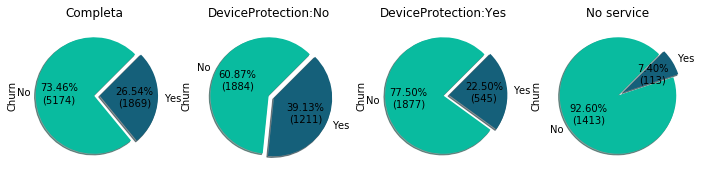 Completa
Churn
No
73.46%
(5174)
26.54%
(1869)
Yes
DeviceProtection:No
Churn
No
60.87%
(1884)
39.13%
(1211)
Yes
DeviceProtection:Yes
Churn
No
77.50%
(1877)
22.50%
(545)
Yes
No service
Churn
No
92.60%
(1413)
7.40%
(113)
Yes